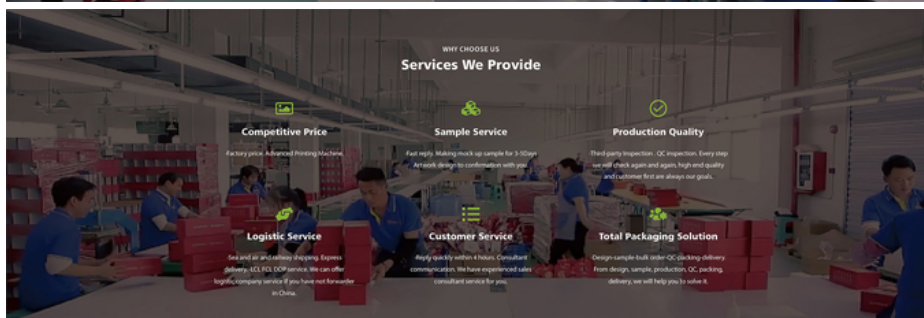 WHY CHOOSE US
Services We Provide
Competitive Price
Factory price. Advanced Printing Machine.
Sample Service
Fast reply. Making mock up sample for 3-5Days
Artwork design to confirmation with you.
Production Quality
Third-party inspection . QC inspection. Every step
we will check again and again, high end quality
and customer first are always our goals.
Logistic Service
Sea and air and railway shipping. Express
delivery. LCL FCL DDP service. We can offer
logistic company service if you have not forwarder
in China.
Customer Service
Reply quickly within 4 hours. Consultant
communication. We have experienced sales
consultant service for you.
Total Packaging Solution
Design-sample-bulk order-QC-packing-delivery.
From design, sample, production, QC, packing,
delivery, we will help you to solve it.